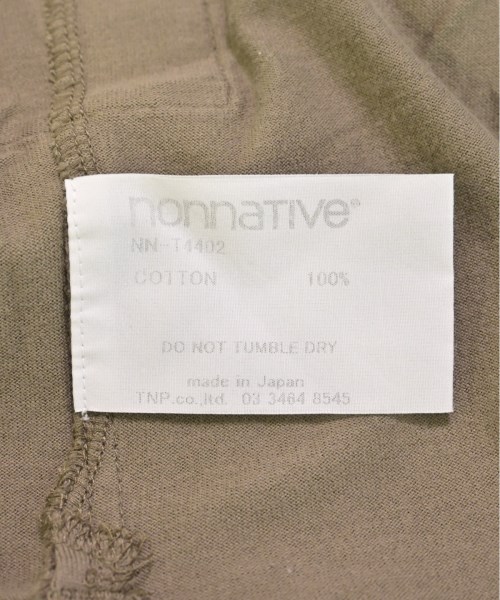 nonnative®
NN-T4402
COTTON 100%
DO NOT TUMBLE DRY
made in Japan
TNP.co.,ltd. 03 3464 8545